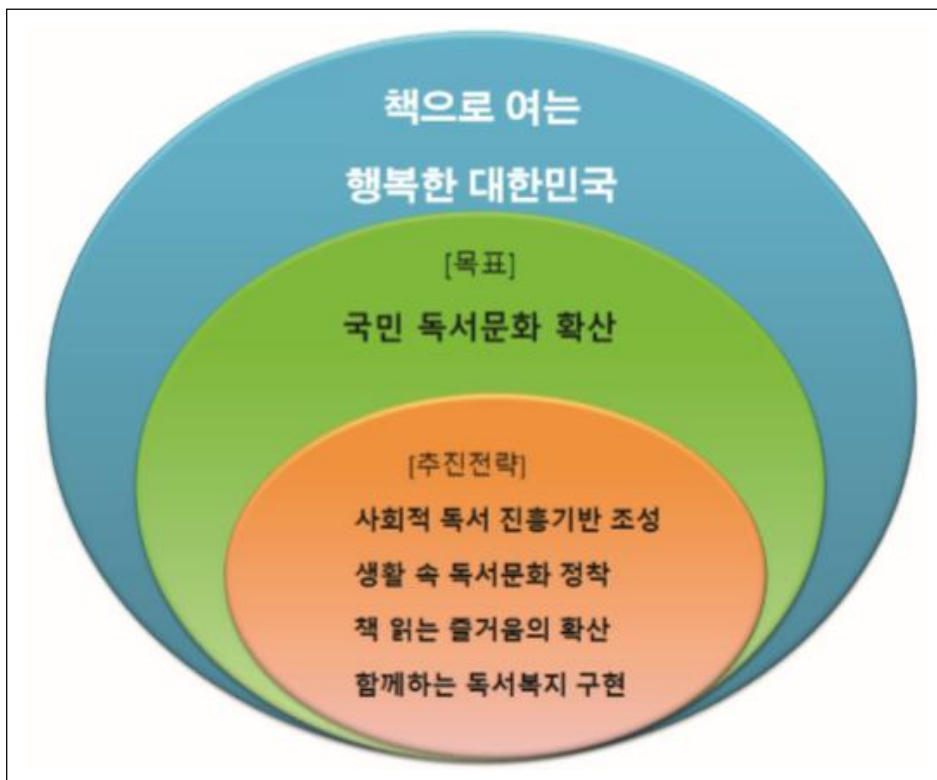 책으로 여는
행복한 대한민국
[목표]
국민 독서문화 확산
[추진전략]
사회적 독서 진흥기반 조성
생활 속 독서문화 정착
책 읽는 즐거움의 확산
함께하는 독서복지 구현